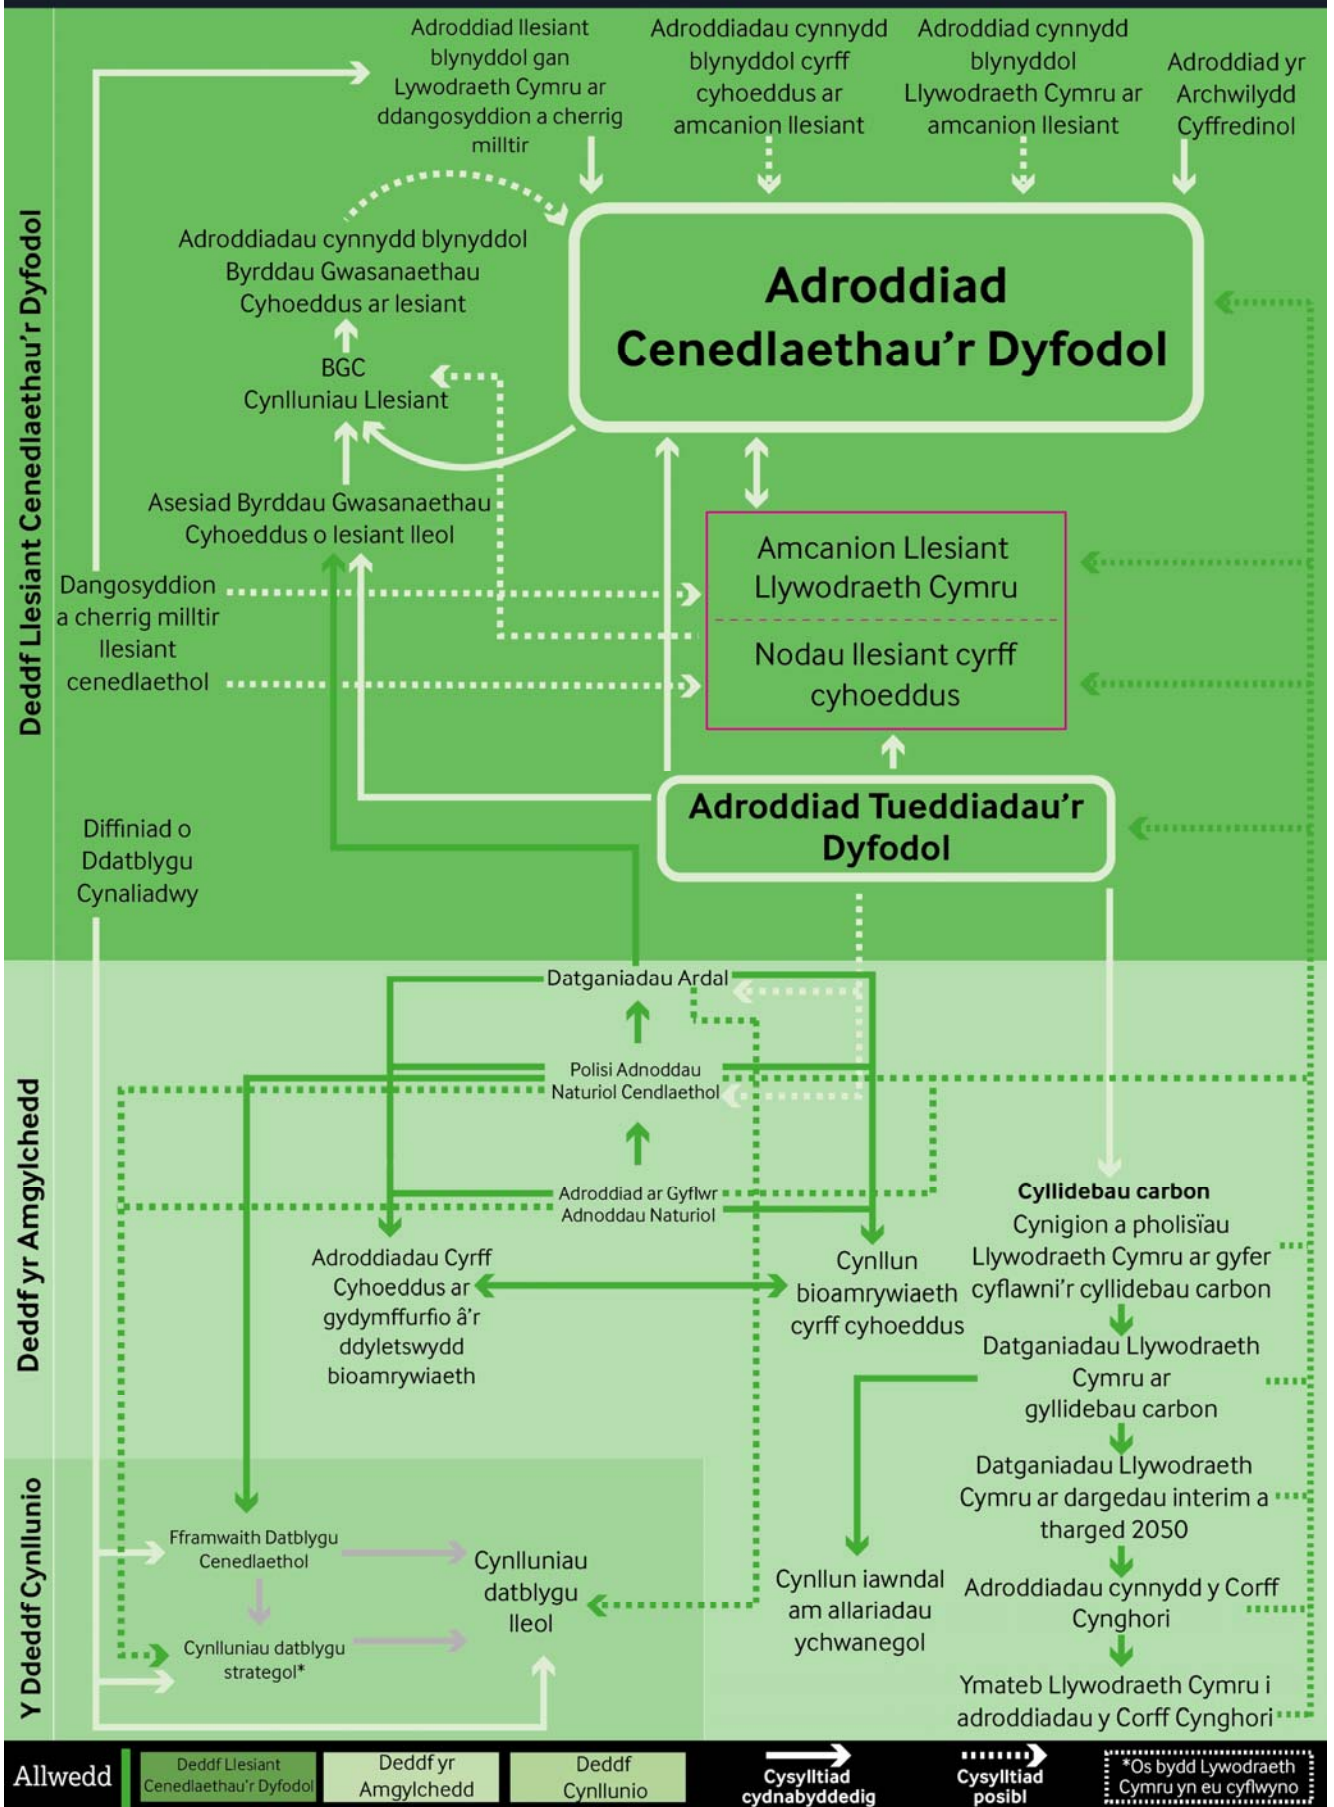 Adroddiad llesiant
blynyddol gan
Lywodraeth Cymru ar
ddangosyddion a cherrig
milltir
Adroddiadau cynnydd
blynyddol cyrff
cyhoeddus ar
amcanion llesiant
Adroddiad cynnydd
blynyddol
Llywodraeth Cymru ar
amcanion llesiant
Adroddiad yr
Archwilydd
Cyffredinol
Deddf Llesiant Cenedlaethau'r Dyfodol
Adroddiadau cynnydd blynyddol
Byrddau Gwasanaethau
Cyhoeddus ar lesiant
Adroddiad
Cenedlaethau'r Dyfodol
BGC
Cynlluniau Llesiant
Asesiad Byrddau Gwasanaethau
Cyhoeddus o lesiant lleol
Amcanion Llesiant
Llywodraeth Cymru
Nodau llesiant cyrff
cyhoeddus
Dangosyddion
a cherrig milltir
llesiant
cenedlaethol
Adroddiad Tueddiadau'r
Dyfodol
Diffiniad o
Ddatblygu
Cynaliadwy
Deddf yr Amgylchedd
Datganiadau Ardal
Polisi Adnoddau
Naturiol Cendlaethol
Adroddiad ar Gyflwr
Adnoddau Naturiol
Adroddiadau Cyrff
Cyhoeddus ar
gydymffurfio â'r
ddyletswydd
bioamrywiaeth
Cynllun
bioamrywiaeth
cyrff cyhoeddus
Cyllidebau carbon
Cynigion a pholisïau
Llywodraeth Cymru ar gyfer
cyflawni'r cyllidebau carbon
Datganiadau Llywodraeth
Cymru ar
gyllidebau carbon
Datganiadau Llywodraeth
Cymru ar dargedau interim a
tharged 2050
Adroddiadau cynnydd y Corff
Cynghori
Ymateb Llywodraeth Cymru i
adroddiadau y Corff Cynghori
Cynllun iawndal
am allariadau
ychwanegol
Y Ddeddf Cynllunio
Fframwaith Datblygu
Cenedlaethol
Cynlluniau datblygu
strategol*
Cynlluniau
datblygu
lleol
Allwedd
Deddf Llesiant
Cenedlaethau'r Dyfodol
Deddf yr
Amgylchedd
Deddf
Cynllunio
Cysylltiad
cydnabyddedig
Cysylltiad
posibl
*Os bydd Lywodraeth
Cymru yn eu cyflwyno